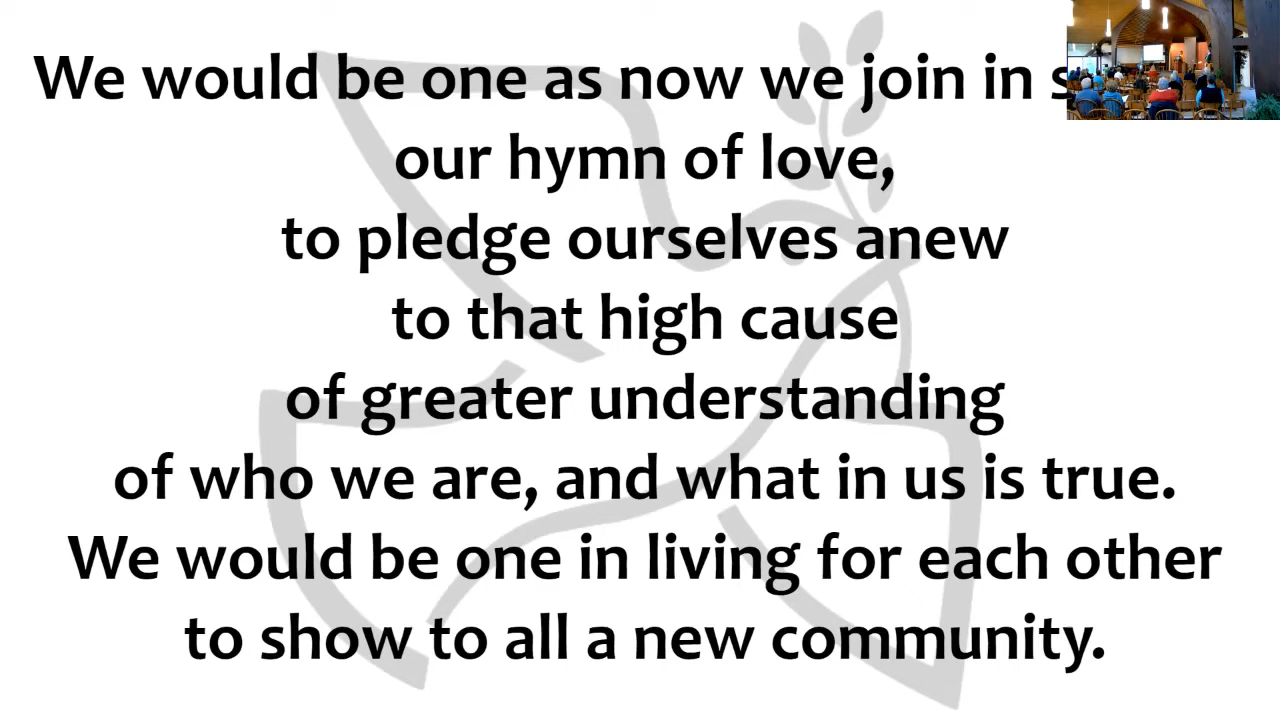 We would be one as now we join in
our hymn of love,
to pledge ourselves anew
to that high cause
of greater understanding
of who we are, and what in us is true.
We would be one in living for each other
to show to all a new community.